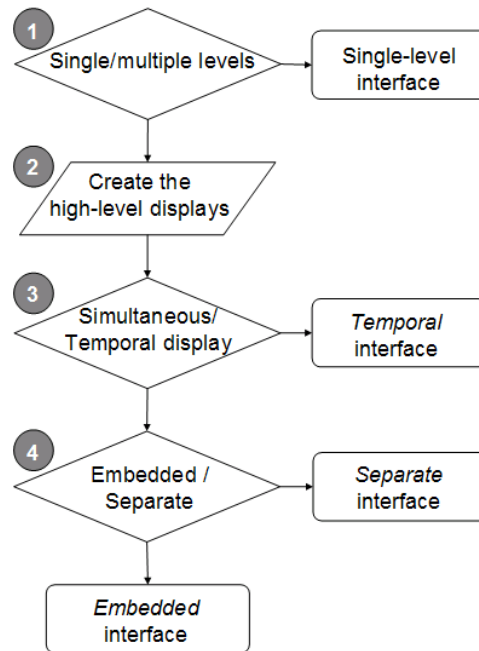 1
Single/multiple levels
Single-level
interface
2
Create the
high-level displays
3
Simultaneous/
Temporal display
Temporal
interface
4
Embedded /
Separate
Separate
interface
Embedded
interface